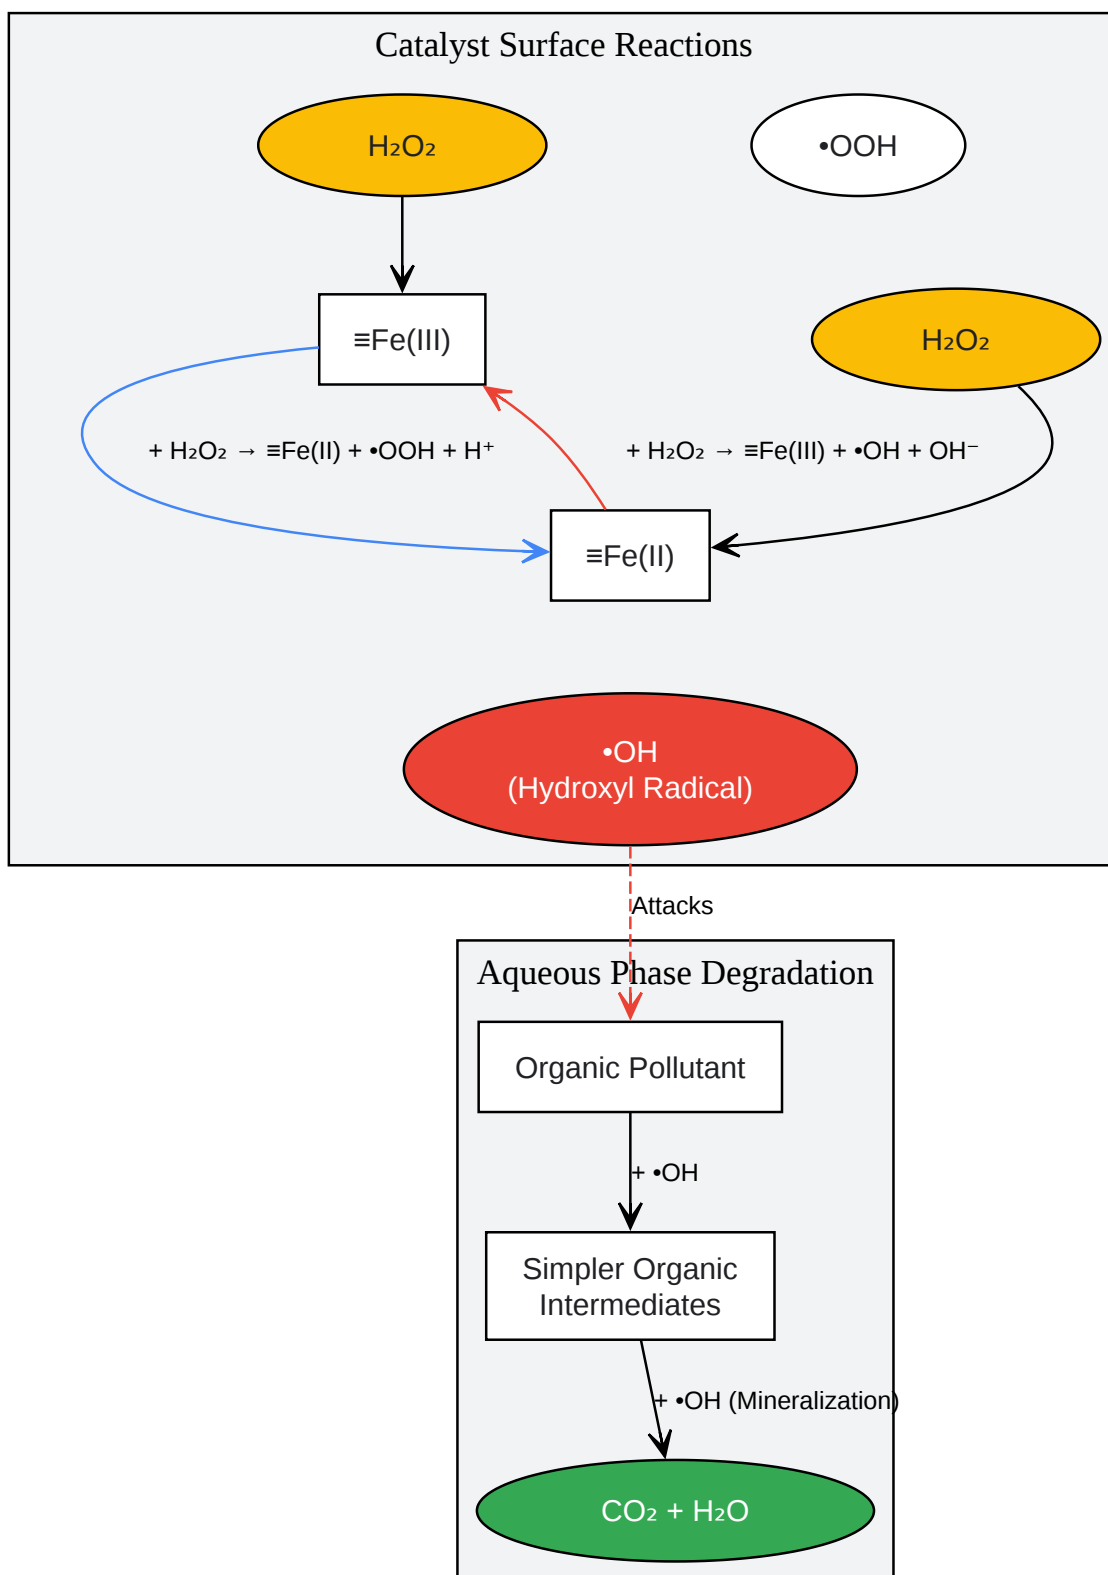 Catalyst Surface Reactions
H₂O₂
•OOH
≡Fe(III)
H₂O₂
+ H₂O₂ → ≡Fe(II) + •OOH + H⁺
+ H₂O₂ → ≡Fe(III) + •OH + OH⁻
≡Fe(II)
•OH
(Hydroxyl Radical)
Attacks
Aqueous Phase Degradation
Organic Pollutant
+ •OH
Simpler Organic
Intermediates
+ •OH (Mineralization)
CO₂ + H₂O